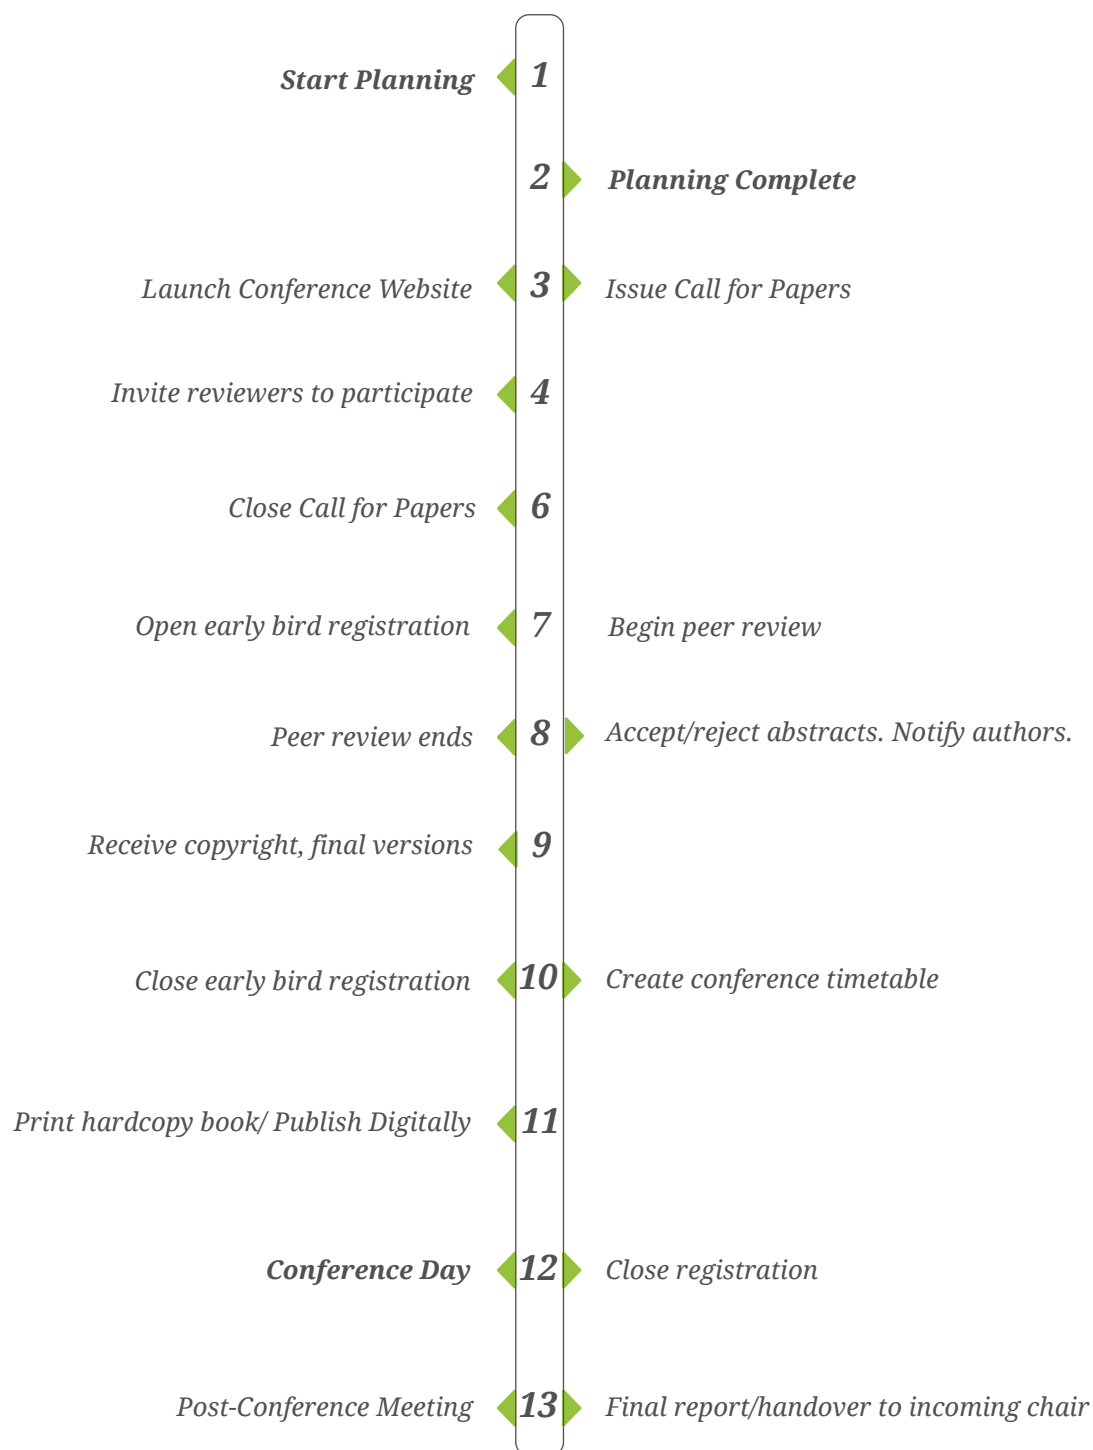 Start Planning 1
2 Planning Complete
Launch Conference Website 3 Issue Call for Papers
Invite reviewers to participate 4
Close Call for Papers 6
Open early bird registration 7 Begin peer review
Peer review ends 8 Accept/reject abstracts. Notify authors.
Receive copyright, final versions 9
Close early bird registration 10 Create conference timetable
Print hardcopy book/ Publish Digitally 11
Conference Day 12 Close registration
Post-Conference Meeting 13 Final report/handover to incoming chair